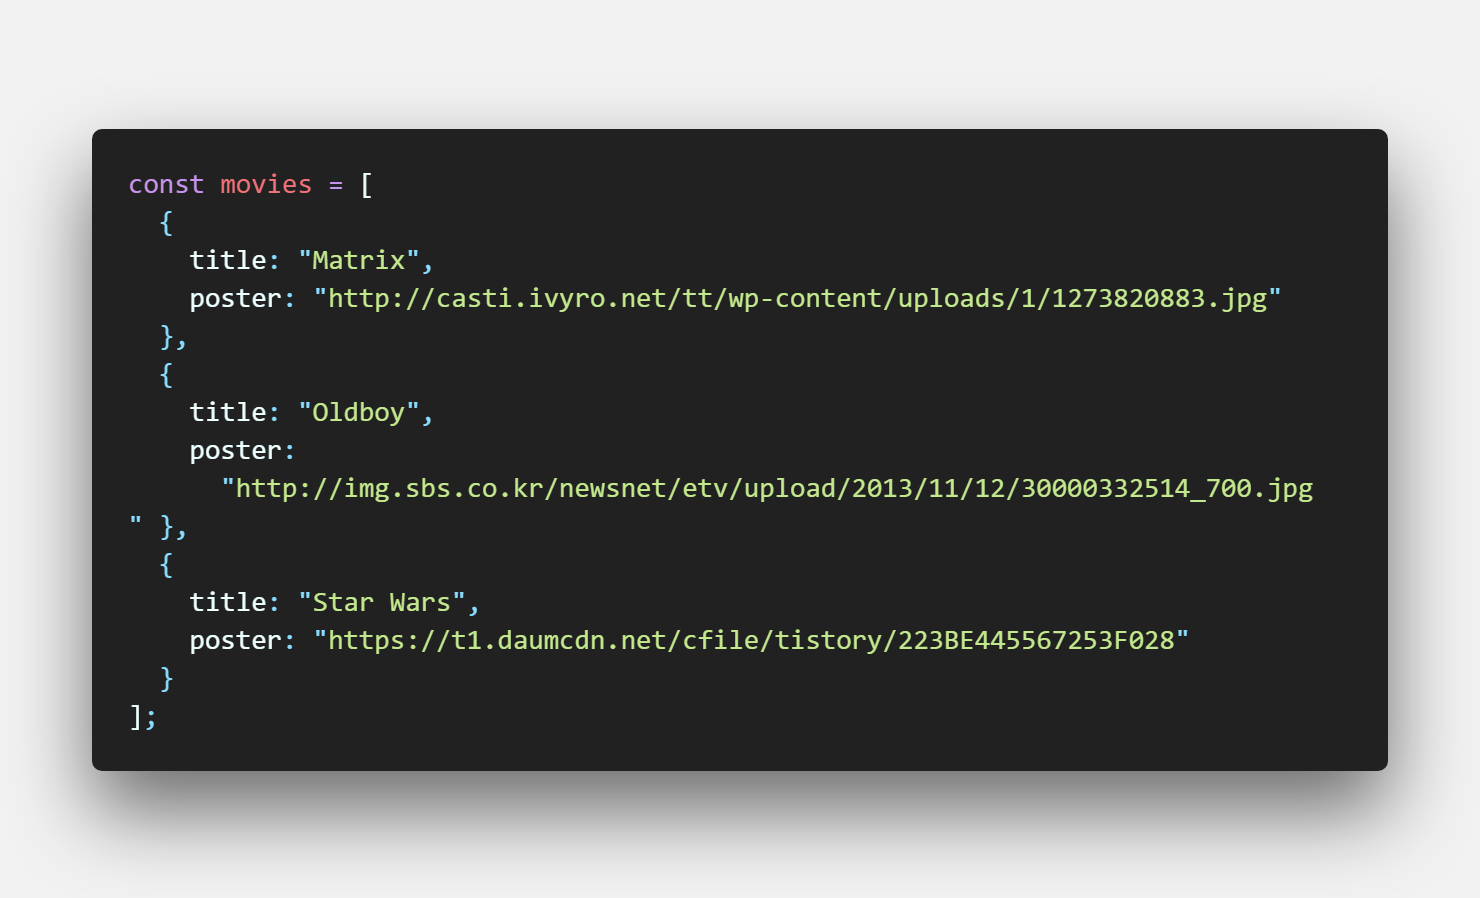 const movies = [
  {
    title: "Matrix",
    poster: "http://casti.ivyro.net/tt/wp-content/uploads/1/1273820883.jpg"
  },
  {
    title: "Oldboy",
    poster:
      "http://img.sbs.co.kr/newsnet/etv/upload/2013/11/12/30000332514_700.jpg
" },
  {
    title: "Star Wars",
    poster: "https://t1.daumcdn.net/cfile/tistory/223BE445567253F028"
  }
];